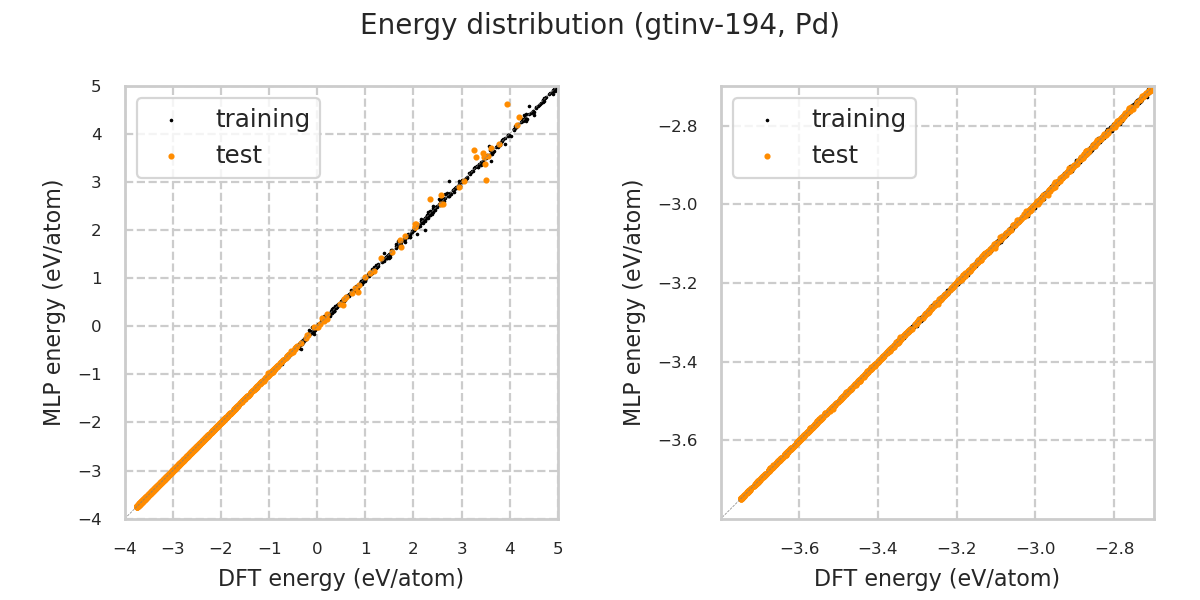 Energy distribution (gtinv-194, Pd)
MLP energy (eV/atom)
5
4
3
2
1
0
−1
−2
−3
−4
training
test
−4 −3 −2 −1 0 1 2 3 4 5
DFT energy (eV/atom)
MLP energy (eV/atom)
−2.8
−3.0
−3.2
−3.4
−3.6
training
test
−3.6 −3.4 −3.2 −3.0 −2.8
DFT energy (eV/atom)